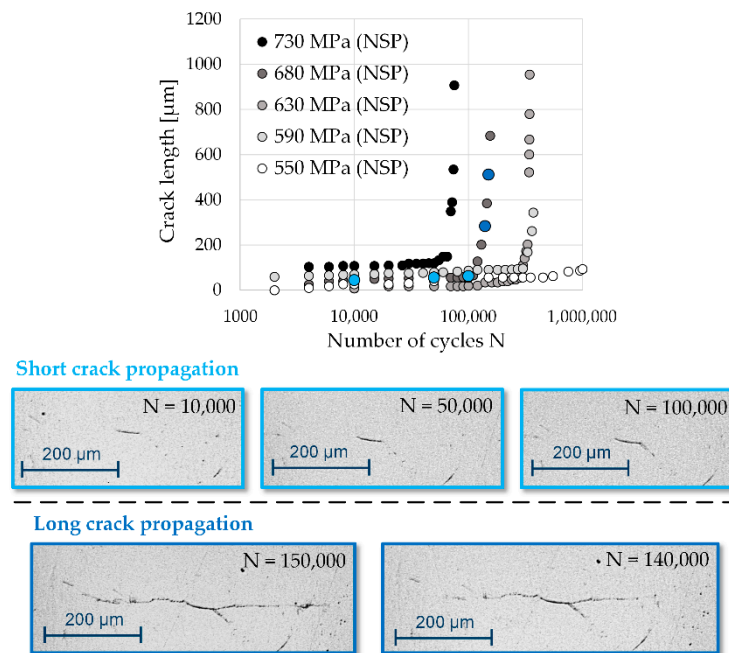 1200
1000
800
600
400
200
0
Crack length [µm]
730 MPa (NSP)
680 MPa (NSP)
630 MPa (NSP)
590 MPa (NSP)
550 MPa (NSP)
1000 10,000 100,000 1,000,000
Number of cycles N
Short crack propagation
N = 10,000
200 µm
N = 50,000
200 µm
N = 100,000
200 µm
Long crack propagation
N = 150,000
200 µm
N = 140,000
200 µm